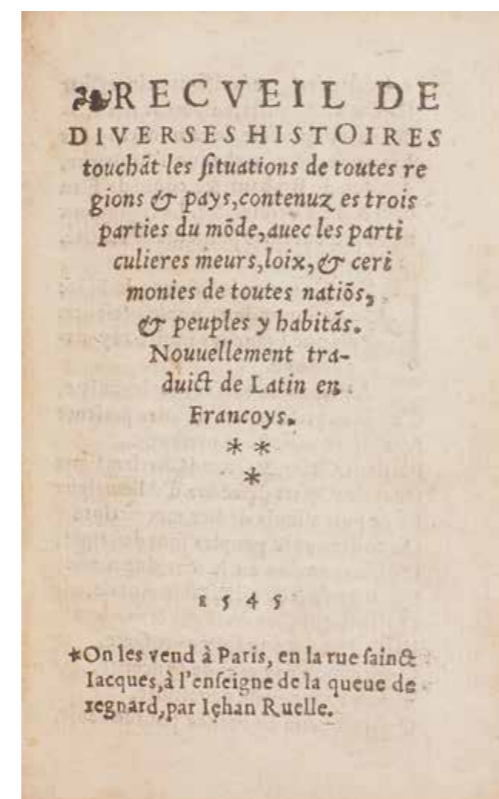 ❧RECVEIL DE
DIVERSES HISTOIRES
touchãt les ſituations de toutes re
gions & pays,contenuz es trois
parties du mõde,auec les parti
culieres meurs,loix,& ceri
monies de toutes natiõs,
& peuples y habitãs.
Nouuellement tra-
duict de Latin en
Francoys.
* *
*
1545
*On les vend à Paris, en la rue ſainct
Iacques,à l'enſeigne de la queue de
regnard,par Iehan Ruelle.